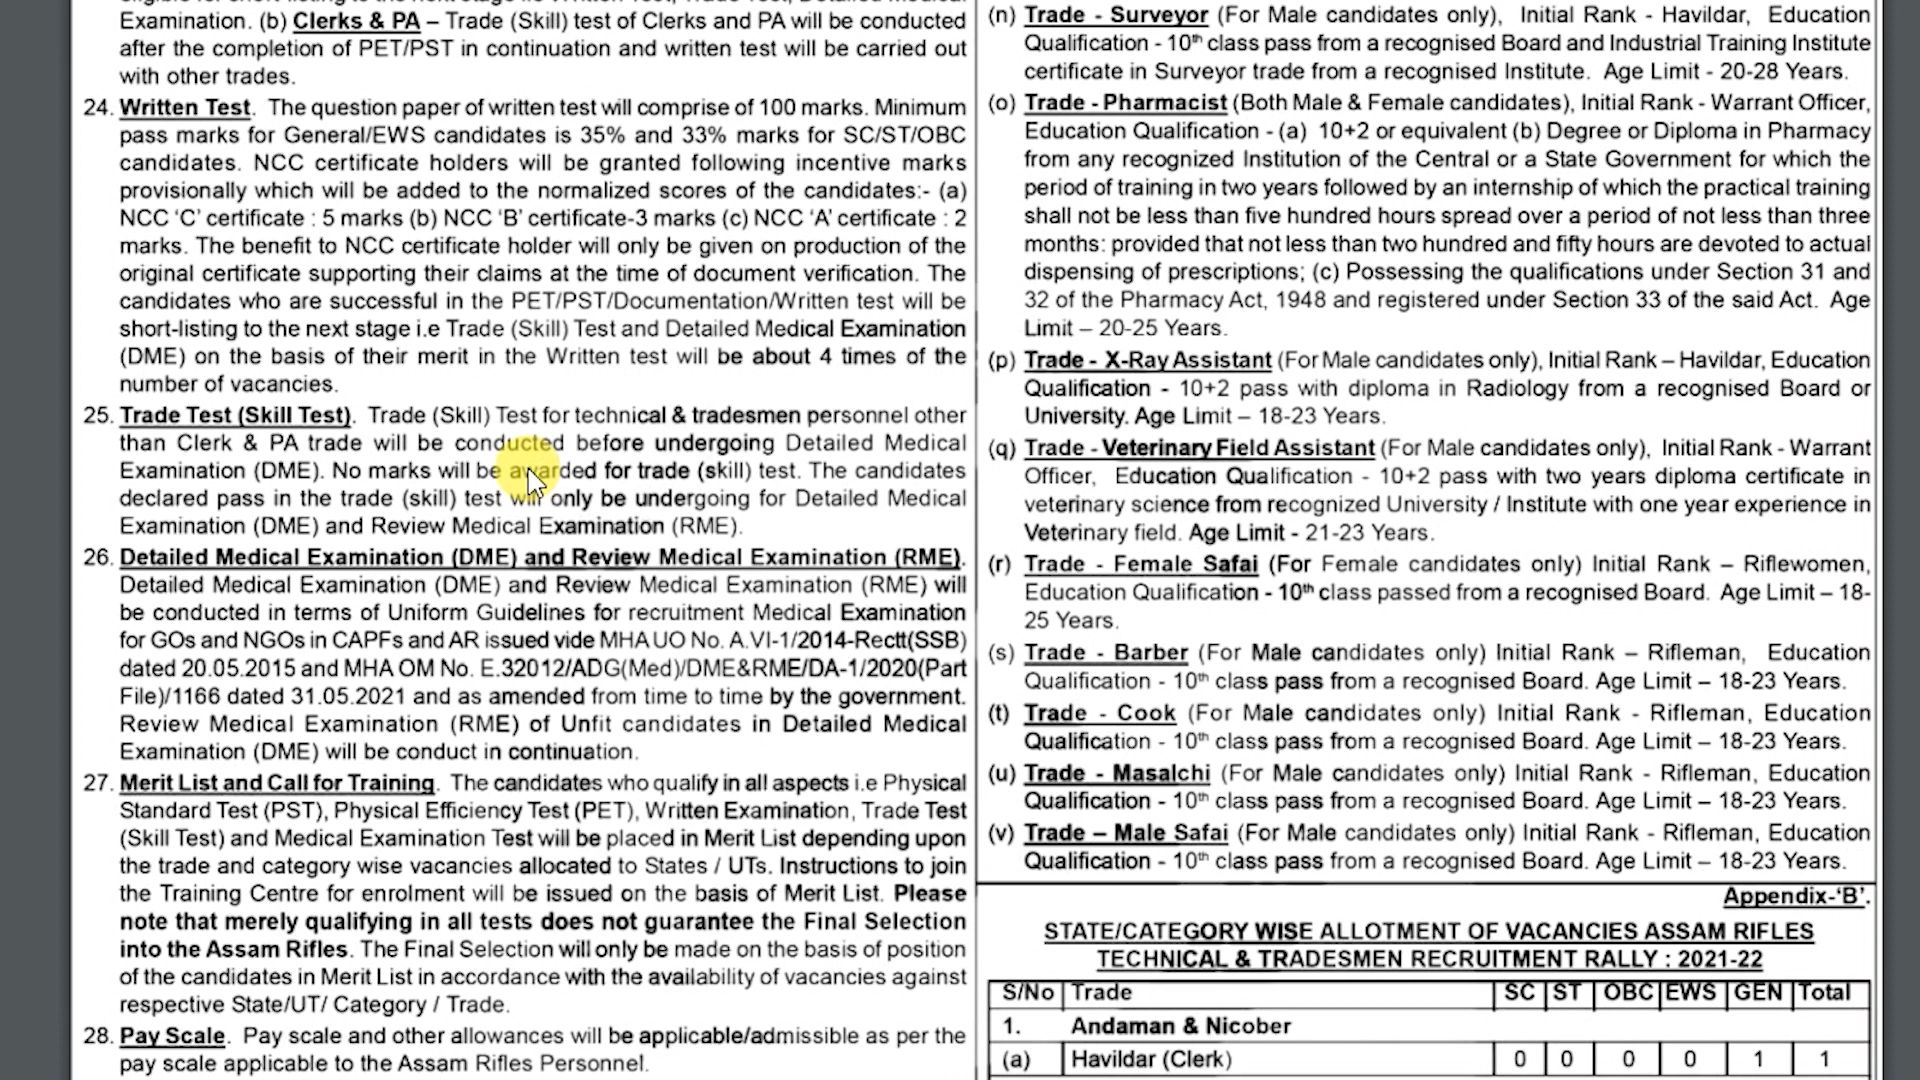 Examination. (b) Clerks & PA – Trade (Skill) test of Clerks and PA will be conducted
after the completion of PET/PST in continuation and written test will be carried out
with other trades.
24. Written Test. The question paper of written test will comprise of 100 marks. Minimum
pass marks for General/EWS candidates is 35% and 33% marks for SC/ST/OBC
candidates. NCC certificate holders will be granted following incentive marks
provisionally which will be added to the normalized scores of the candidates:- (a)
NCC ‘C’ certificate : 5 marks (b) NCC ‘B’ certificate-3 marks (c) NCC ‘A’ certificate : 2
marks. The benefit to NCC certificate holder will only be given on production of the
original certificate supporting their claims at the time of document verification. The
candidates who are successful in the PET/PST/Documentation/Written test will be
short-listing to the next stage i.e Trade (Skill) Test and Detailed Medical Examination
(DME) on the basis of their merit in the Written test will be about 4 times of the
number of vacancies.
25. Trade Test (Skill Test). Trade (Skill) Test for technical & tradesmen personnel other
than Clerk & PA trade will be conducted before undergoing Detailed Medical
Examination (DME). No marks will be awarded for trade (skill) test. The candidates
declared pass in the trade (skill) test will only be undergoing for Detailed Medical
Examination (DME) and Review Medical Examination (RME).
26. Detailed Medical Examination (DME) and Review Medical Examination (RME).
Detailed Medical Examination (DME) and Review Medical Examination (RME) will
be conducted in terms of Uniform Guidelines for recruitment Medical Examination
for GOs and NGOs in CAPFs and AR issued vide MHA UO No. A.VI-1/2014-Rectt(SSB)
dated 20.05.2015 and MHA OM No. E.32012/ADG(Med)/DME&RME/DA-1/2020(Part
File)/1166 dated 31.05.2021 and as amended from time to time by the government.
Review Medical Examination (RME) of Unfit candidates in Detailed Medical
Examination (DME) will be conduct in continuation.
27. Merit List and Call for Training. The candidates who qualify in all aspects i.e Physical
Standard Test (PST), Physical Efficiency Test (PET), Written Examination, Trade Test
(Skill Test) and Medical Examination Test will be placed in Merit List depending upon
the trade and category wise vacancies allocated to States / UTs. Instructions to join
the Training Centre for enrolment will be issued on the basis of Merit List. Please
note that merely qualifying in all tests does not guarantee the Final Selection
into the Assam Rifles. The Final Selection will only be made on the basis of position
of the candidates in Merit List in accordance with the availability of vacancies against
respective State/UT/ Category / Trade.
28. Pay Scale. Pay scale and other allowances will be applicable/admissible as per the
pay scale applicable to the Assam Rifles Personnel.
(n) Trade - Surveyor (For Male candidates only), Initial Rank - Havildar, Education
Qualification - 10th class pass from a recognised Board and Industrial Training Institute
certificate in Surveyor trade from a recognised Institute. Age Limit - 20-28 Years.
(o) Trade - Pharmacist (Both Male & Female candidates), Initial Rank - Warrant Officer,
Education Qualification - (a) 10+2 or equivalent (b) Degree or Diploma in Pharmacy
from any recognized Institution of the Central or a State Government for which the
period of training in two years followed by an internship of which the practical training
shall not be less than five hundred hours spread over a period of not less than three
months: provided that not less than two hundred and fifty hours are devoted to actual
dispensing of prescriptions; (c) Possessing the qualifications under Section 31 and
32 of the Pharmacy Act, 1948 and registered under Section 33 of the said Act. Age
Limit – 20-25 Years.
(p) Trade - X-Ray Assistant (For Male candidates only), Initial Rank – Havildar, Education
Qualification - 10+2 pass with diploma in Radiology from a recognised Board or
University. Age Limit – 18-23 Years.
(q) Trade - Veterinary Field Assistant (For Male candidates only), Initial Rank - Warrant
Officer, Education Qualification - 10+2 pass with two years diploma certificate in
veterinary science from recognized University / Institute with one year experience in
Veterinary field. Age Limit - 21-23 Years.
(r) Trade - Female Safai (For Female candidates only) Initial Rank – Riflewomen,
Education Qualification - 10th class passed from a recognised Board. Age Limit – 18-
25 Years.
(s) Trade - Barber (For Male candidates only) Initial Rank – Rifleman, Education
Qualification - 10th class pass from a recognised Board. Age Limit – 18-23 Years.
(t) Trade - Cook (For Male candidates only) Initial Rank - Rifleman, Education
Qualification - 10th class pass from a recognised Board. Age Limit – 18-23 Years.
(u) Trade - Masalchi (For Male candidates only) Initial Rank - Rifleman, Education
Qualification - 10th class pass from a recognised Board. Age Limit – 18-23 Years.
(v) Trade – Male Safai (For Male candidates only) Initial Rank - Rifleman, Education
Qualification - 10th class pass from a recognised Board. Age Limit – 18-23 Years.
Appendix-‘B’.
STATE/CATEGORY WISE ALLOTMENT OF VACANCIES ASSAM RIFLES
TECHNICAL & TRADESMEN RECRUITMENT RALLY : 2021-22
S/No Trade SC ST OBC EWS GEN Total
1. Andaman & Nicober
(a) Havildar (Clerk) 0 0 0 0 1 1